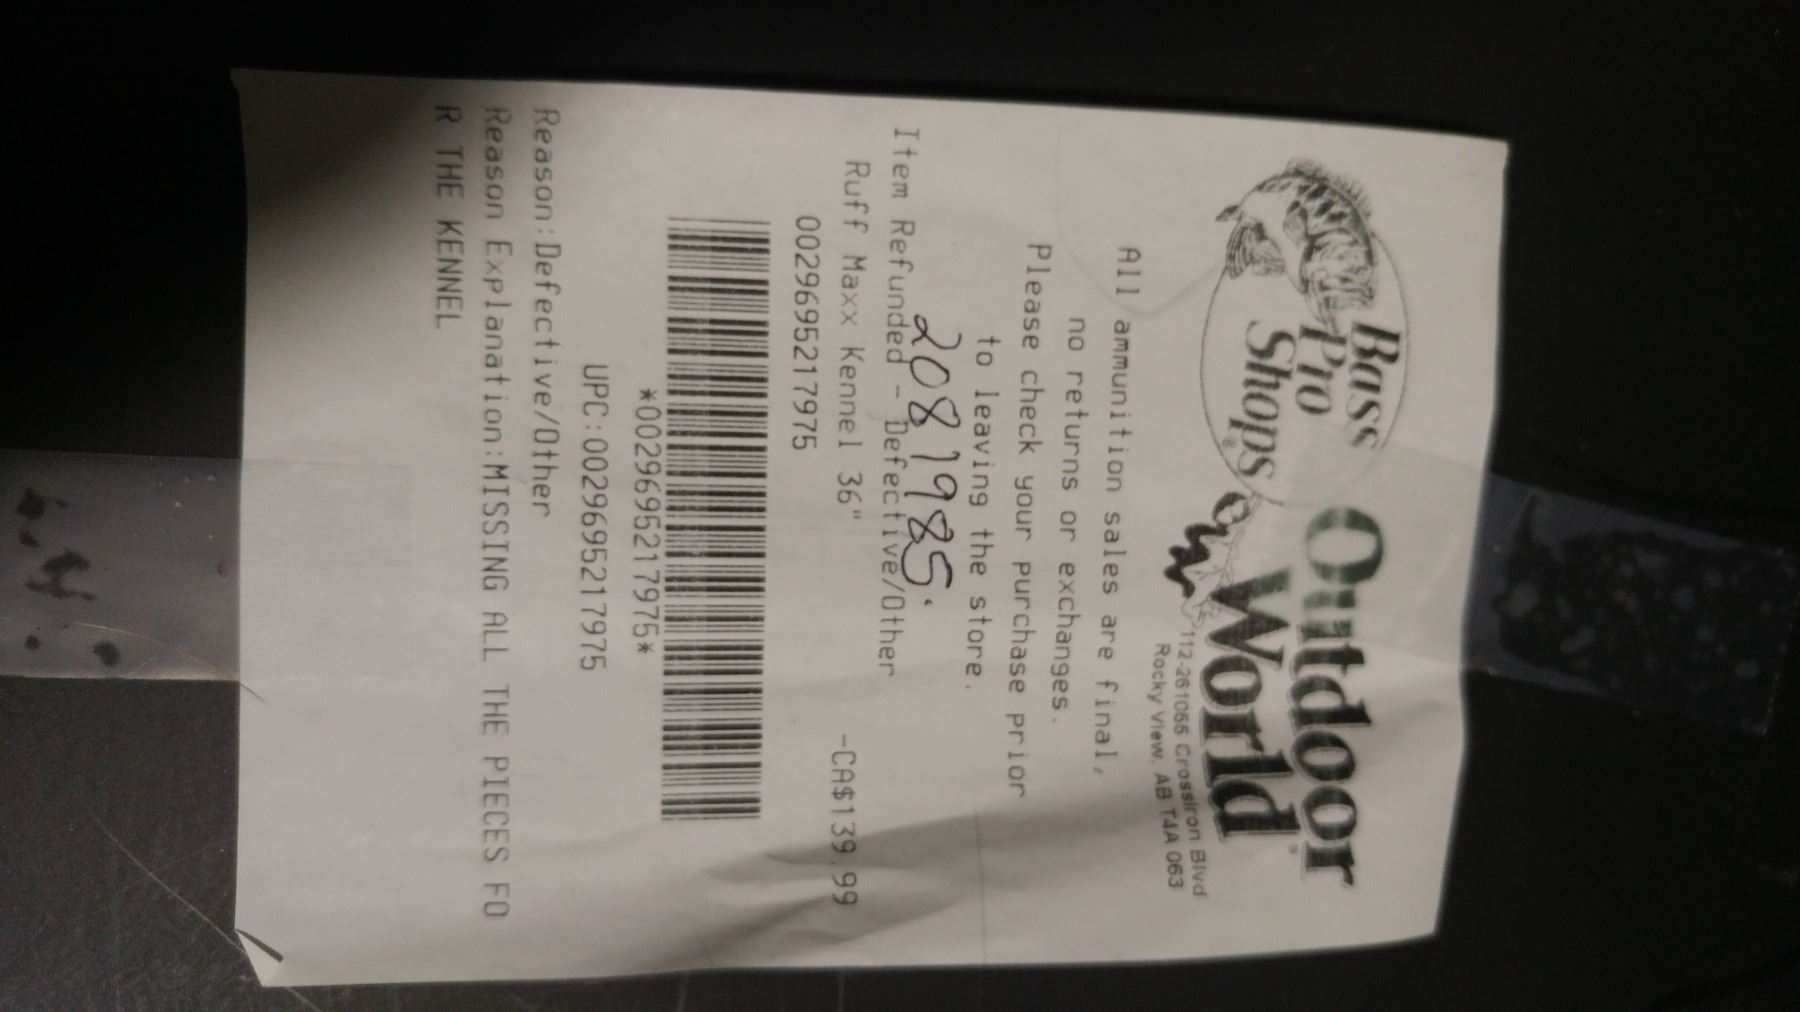 Bass
Pro
Shops®
Outdoor
World®
112-261055 CrossIron Blvd
Rocky View, AB T4A 0G3
All ammunition sales are final,
no returns or exchanges.
Please check your purchase prior
to leaving the store.
2081985.
Item Refunded - Defective/Other
Ruff Maxx Kennel 36" -CA$139.99
0029695217975
*0029695217975*
UPC:0029695217975
Reason:Defective/Other
Reason Explanation:MISSING ALL THE PIECES FO
R THE KENNEL